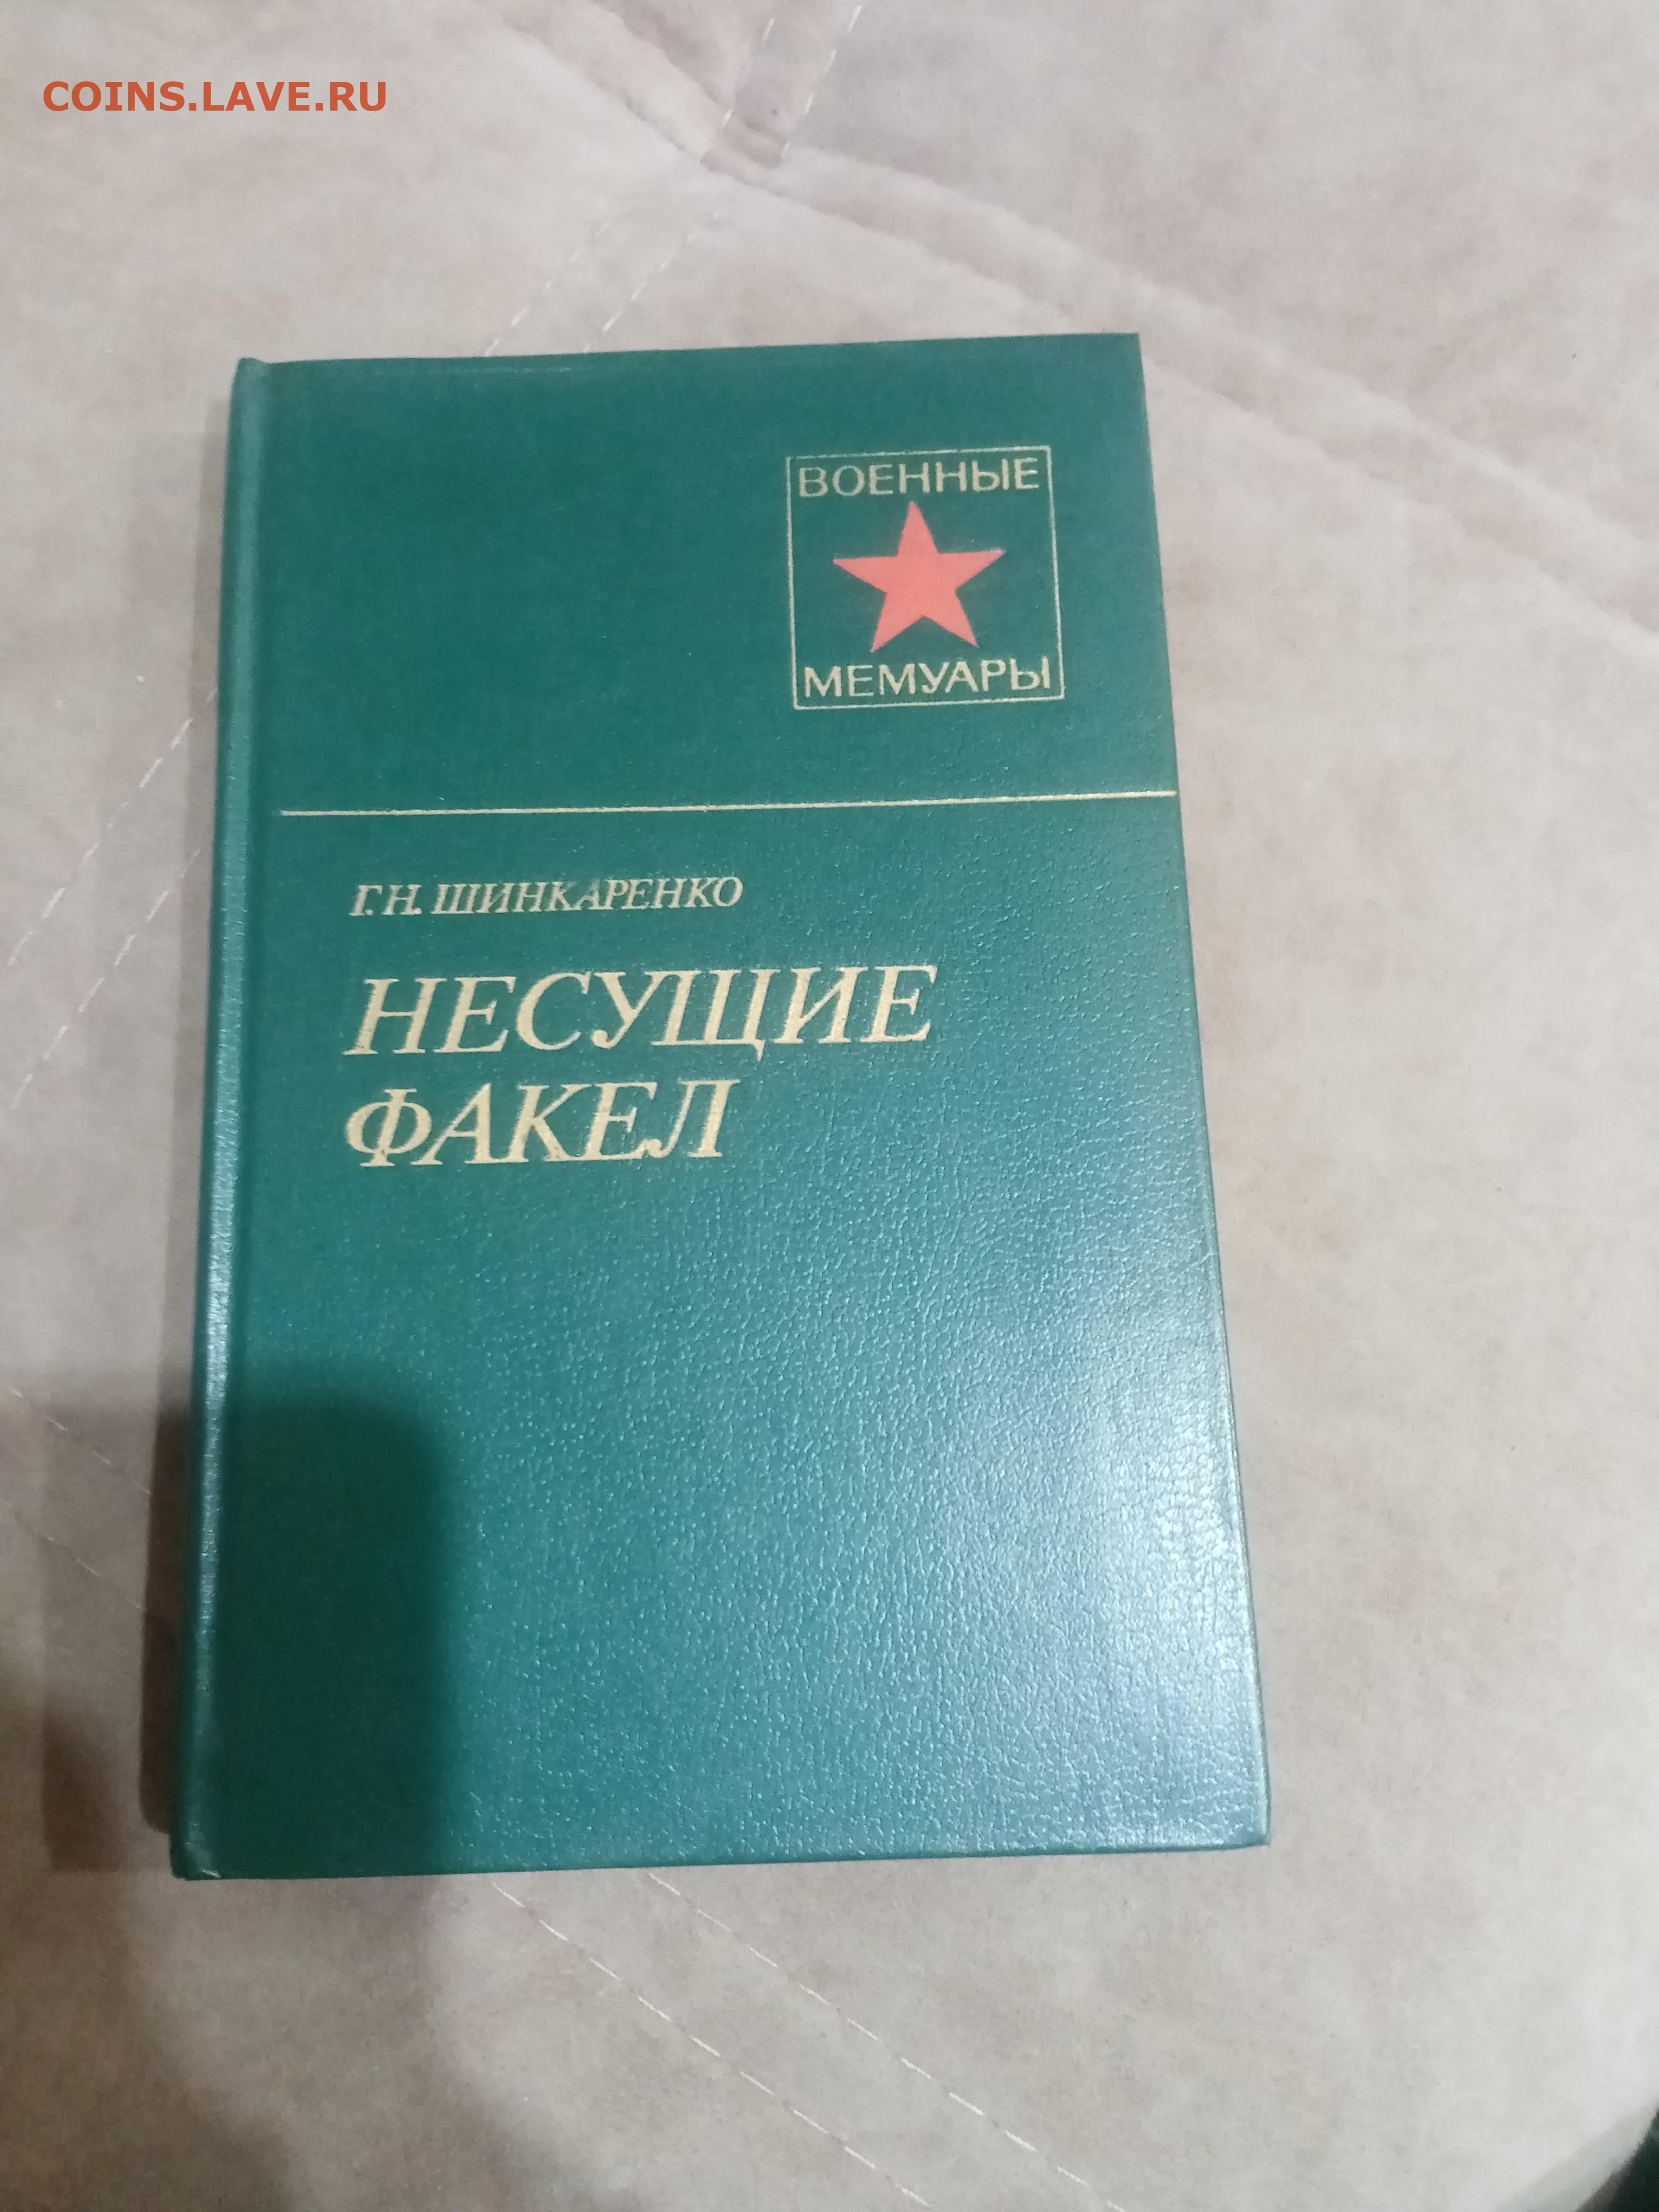 COINS.LAVE.RU
ВОЕННЫЕ
МЕМУАРЫ
Г.Н. ШИНКАРЕНКО
НЕСУЩИЕ
ФАКЕЛ